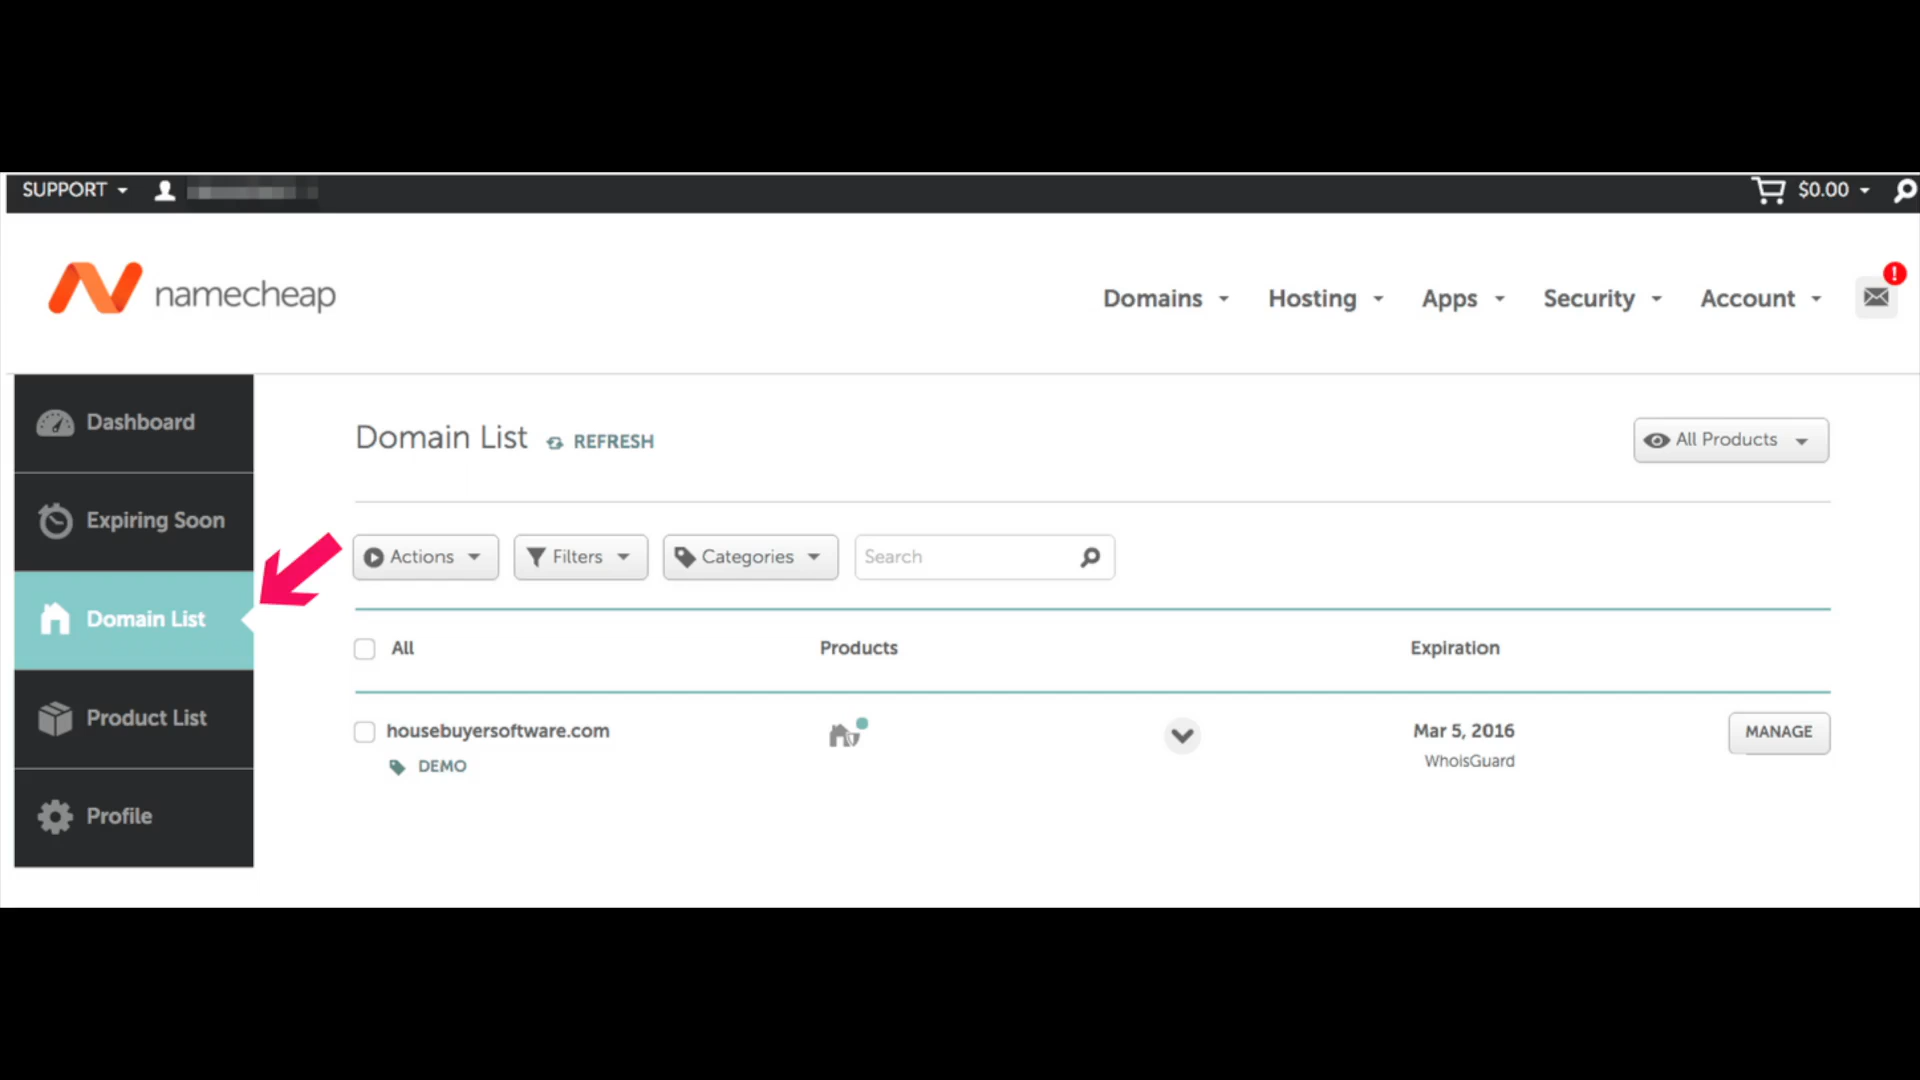 SUPPORT
$0.00
namecheap
Domains Hosting Apps Security Account
!
Dashboard
Expiring Soon
Domain List
Product List
Profile
Domain List REFRESH
All Products
Actions Filters Categories Search
All Products Expiration
housebuyersoftware.com Mar 5, 2016 MANAGE
DEMO WhoisGuard